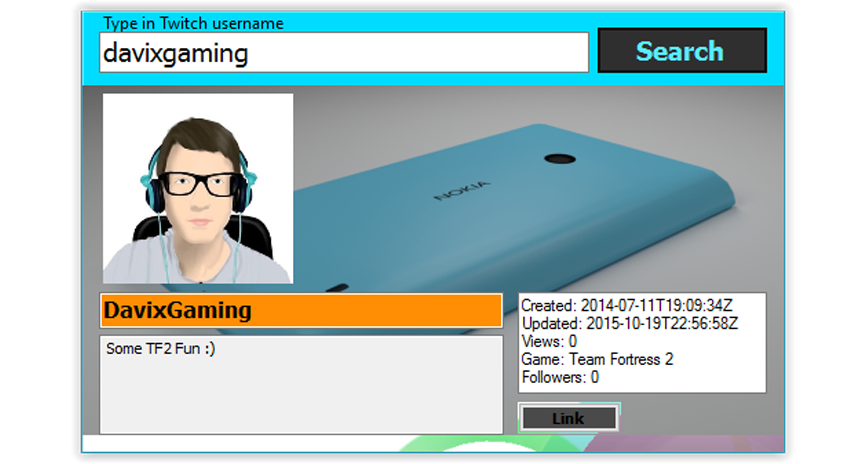 Type in Twitch username
davixgaming
Search
NOKIA
DavixGaming
Some TF2 Fun :)
Created: 2014-07-11T19:09:34Z
Updated: 2015-10-19T22:56:58Z
Views: 0
Game: Team Fortress 2
Followers: 0
Link